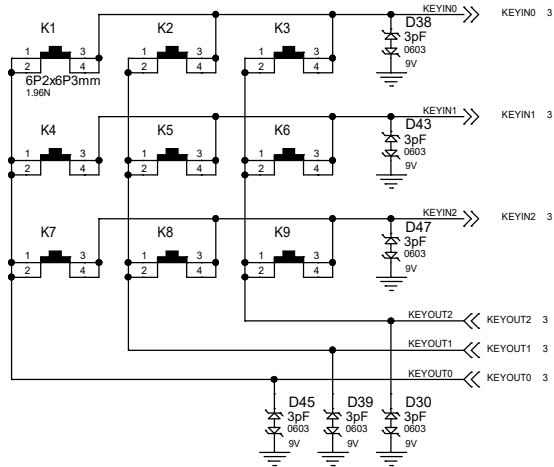 KEYIN0 KEYIN0 3
K1 K2 K3 D38
3pF
1 3 1 3 1 3 0603
2 4 2 4 2 4 9V
6P2x6P3mm
1.96N
KEYIN1 KEYIN1 3
K4 K5 K6 D43
3pF
1 3 1 3 1 3 0603
2 4 2 4 2 4 9V
KEYIN2 KEYIN2 3
K7 K8 K9 D47
3pF
1 3 1 3 1 3 0603
2 4 2 4 2 4 9V
KEYOUT2 KEYOUT2 3
KEYOUT1 KEYOUT1 3
KEYOUT0 KEYOUT0 3
D45 D39 D30
3pF 3pF 3pF
0603 0603 0603
9V 9V 9V